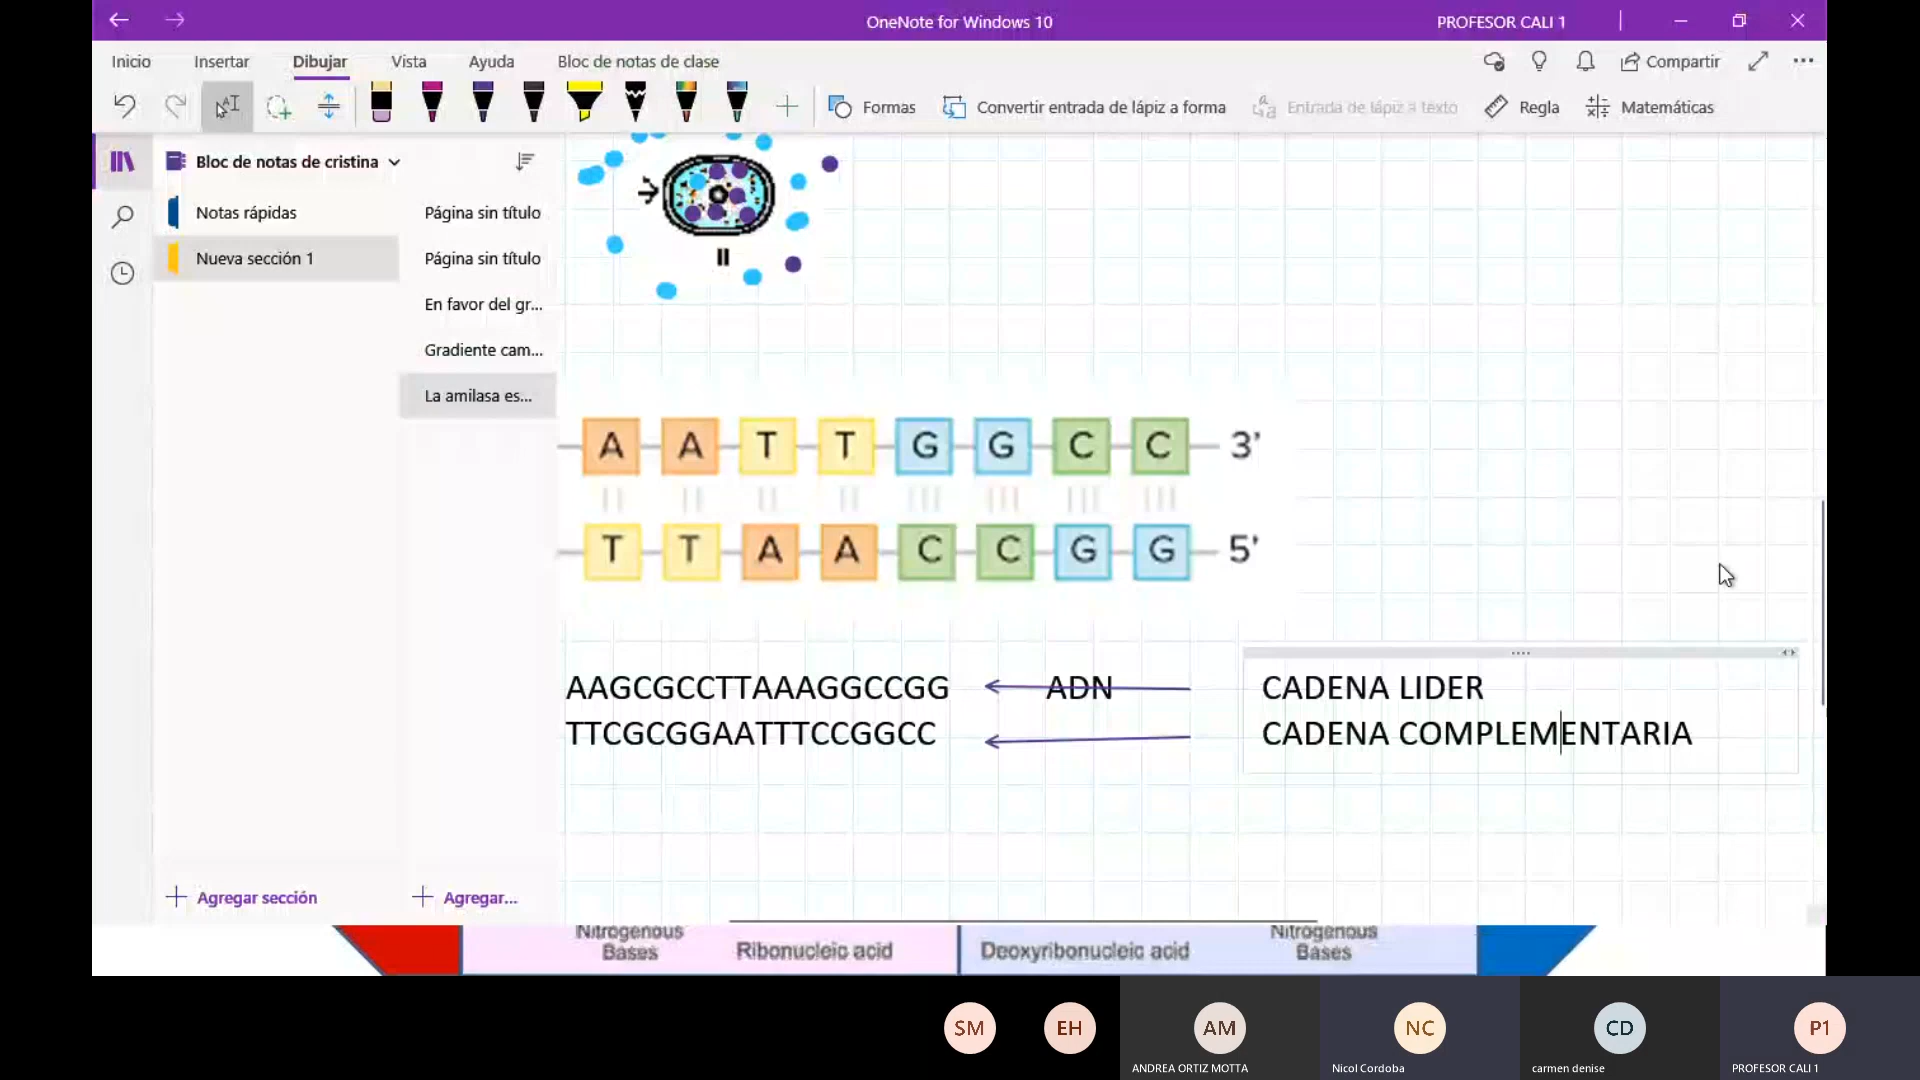 OneNote for Windows 10
PROFESOR CALI 1
Inicio
Insertar
Dibujar
Vista
Ayuda
Bloc de notas de clase
Compartir
Formas
Convertir entrada de lápiz a forma
Entrada de lápiz a texto
Regla
Matemáticas
Bloc de notas de cristina
Notas rápidas
Nueva sección 1
Página sin título
Página sin título
En favor del gr...
Gradiente cam...
La amilasa es...
II
A A T T G G C C 3'
T T A A C C G G 5'
AAGCGCCTTAAAGGCCGG ADN CADENA LIDER
TTCGCGGAATTTCCGGCC CADENA COMPLEMENTARIA
Agregar sección
Agregar...
Nitrogenous
Bases
Ribonucleic acid
Deoxyribonucleic acid
Nitrogenous
Bases
SM
EH
AM
NC
CD
P1
ANDREA ORTIZ MOTTA
Nicol Cordoba
carmen denise
PROFESOR CALI 1